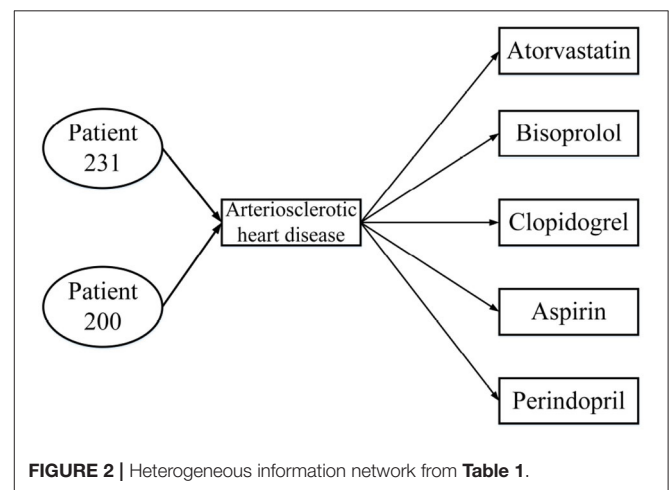 Patient
231
Patient
200
Arteriosclerotic
heart disease
Atorvastatin
Bisoprolol
Clopidogrel
Aspirin
Perindopril
FIGURE 2 | Heterogeneous information network from Table 1.